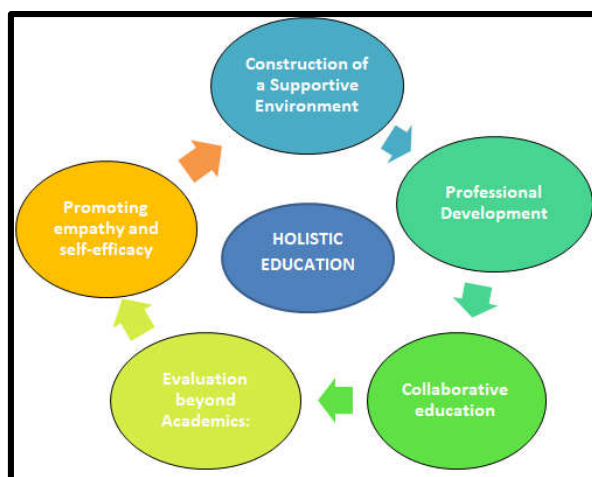 Construction of
a Supportive
Environment
Professional
Development
Collaborative
education
Evaluation
beyond
Academics:
Promoting
empathy and
self-efficacy
HOLISTIC
EDUCATION